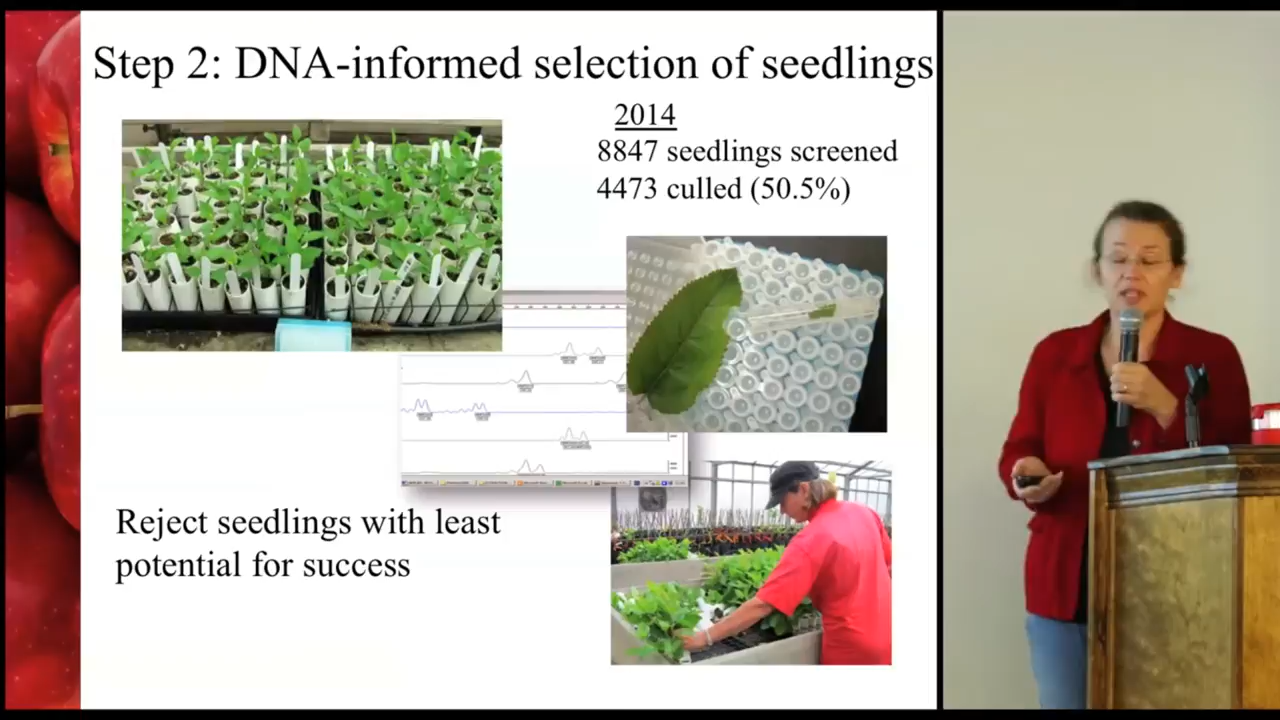 Step 2: DNA-informed selection of seedlings
2014
8847 seedlings screened
4473 culled (50.5%)
Reject seedlings with least
potential for success